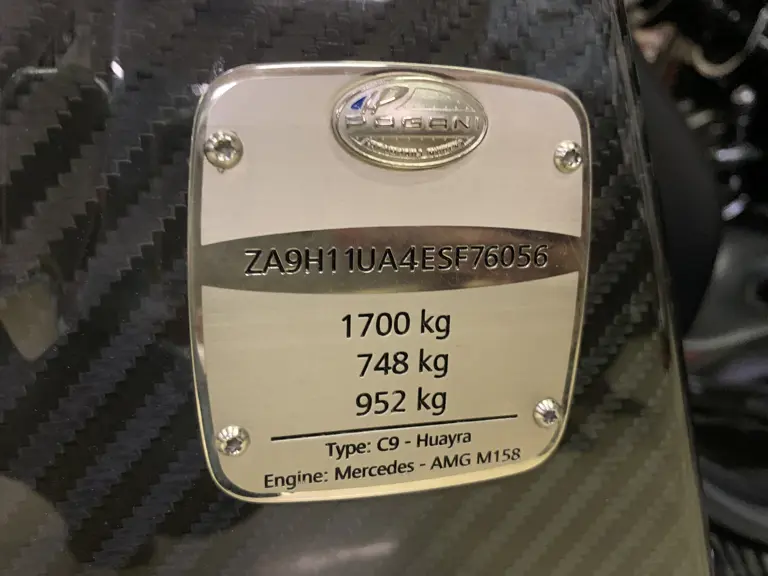 PAGANI
ZA9H11UA4ESF76056
1700 kg
748 kg
952 kg
Type: C9 - Huayra
Engine: Mercedes - AMG M158